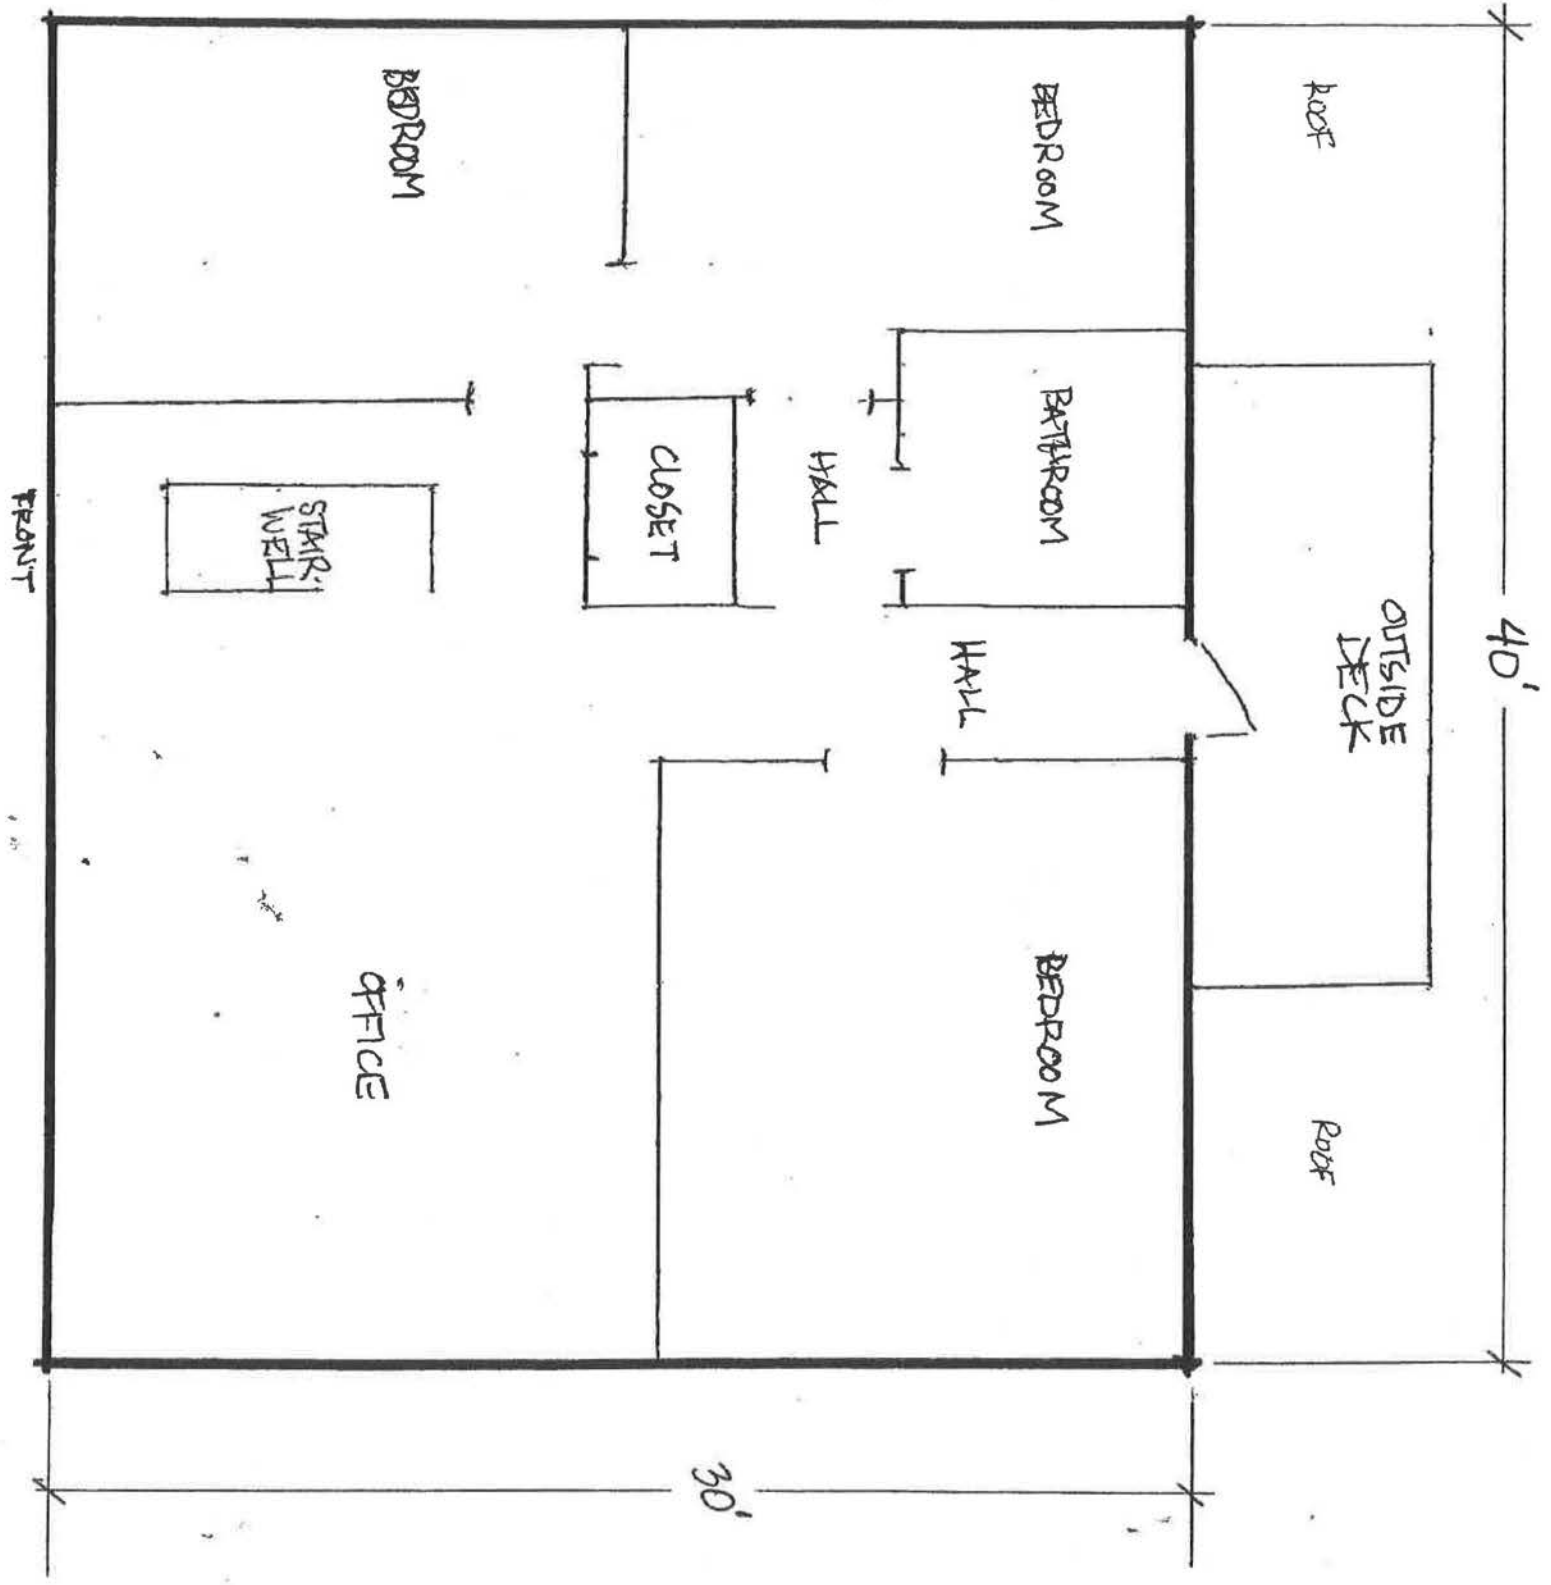 40'
ROOF
OUTSIDE
DECK
ROOF
BEDROOM
BATHROOM
BEDROOM
HALL
HALL
CLOSET
30'
BEDROOM
STAIR
WELL
OFFICE
FRONT